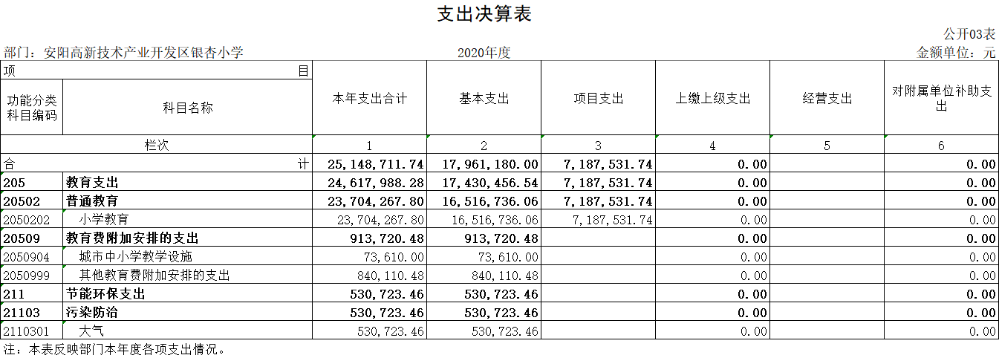 支出决算表
公开03表
部门：安阳高新技术产业开发区银杏小学 2020年度 金额单位：元
项 目
功能分类科目编码 科目名称 本年支出合计 基本支出 项目支出 上缴上级支出 经营支出 对附属单位补助支出
栏次 1 2 3 4 5 6
合 计 25,148,711.74 17,961,180.00 7,187,531.74 0.00 0.00
205 教育支出 24,617,988.28 17,430,456.54 7,187,531.74 0.00 0.00
20502 普通教育 23,704,267.80 16,516,736.06 7,187,531.74 0.00 0.00
2050202 小学教育 23,704,267.80 16,516,736.06 7,187,531.74 0.00 0.00
20509 教育费附加安排的支出 913,720.48 913,720.48 0.00 0.00
2050904 城市中小学教学设施 73,610.00 73,610.00 0.00 0.00
2050999 其他教育费附加安排的支出 840,110.48 840,110.48 0.00 0.00
211 节能环保支出 530,723.46 530,723.46 0.00 0.00
21103 污染防治 530,723.46 530,723.46 0.00 0.00
2110301 大气 530,723.46 530,723.46 0.00 0.00
注：本表反映部门本年度各项支出情况。